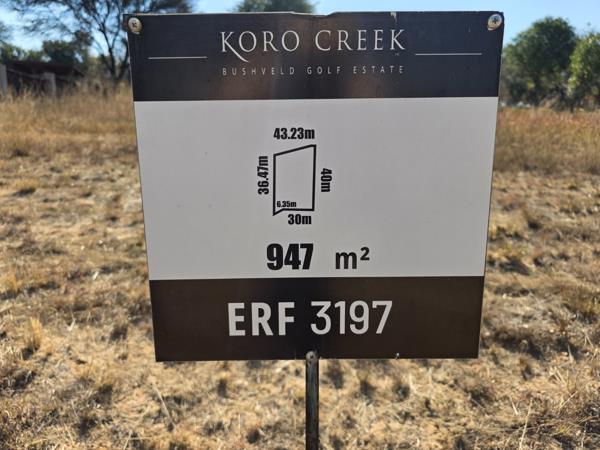 KORO CREEK
BUSHVELD GOLF ESTATE
43.23m
36.47m
40m
6.35m
30m
947 m²
ERF 3197